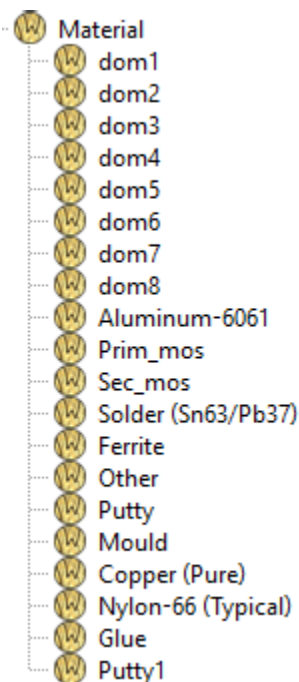 Material
dom1
dom2
dom3
dom4
dom5
dom6
dom7
dom8
Aluminum-6061
Prim_mos
Sec_mos
Solder (Sn63/Pb37)
Ferrite
Other
Putty
Mould
Copper (Pure)
Nylon-66 (Typical)
Glue
Putty1